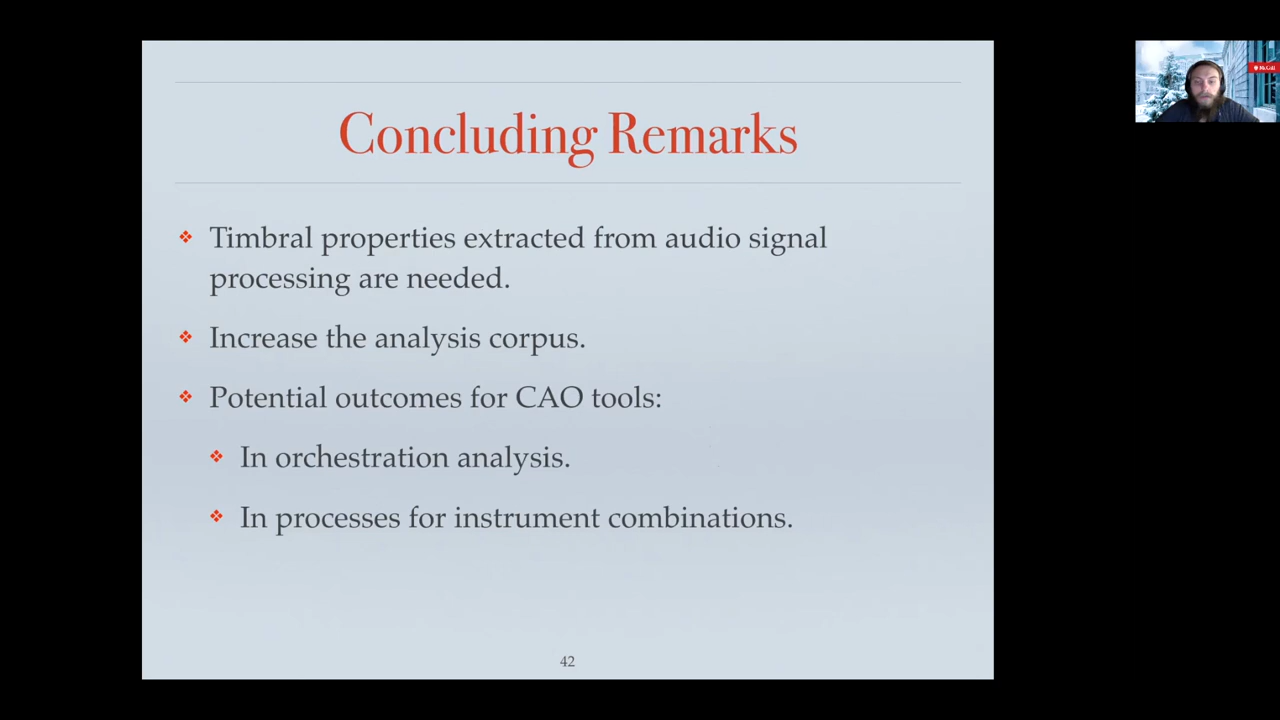 Concluding Remarks
Timbral properties extracted from audio signal
processing are needed.
Increase the analysis corpus.
Potential outcomes for CAO tools:
In orchestration analysis.
In processes for instrument combinations.
42
McGill